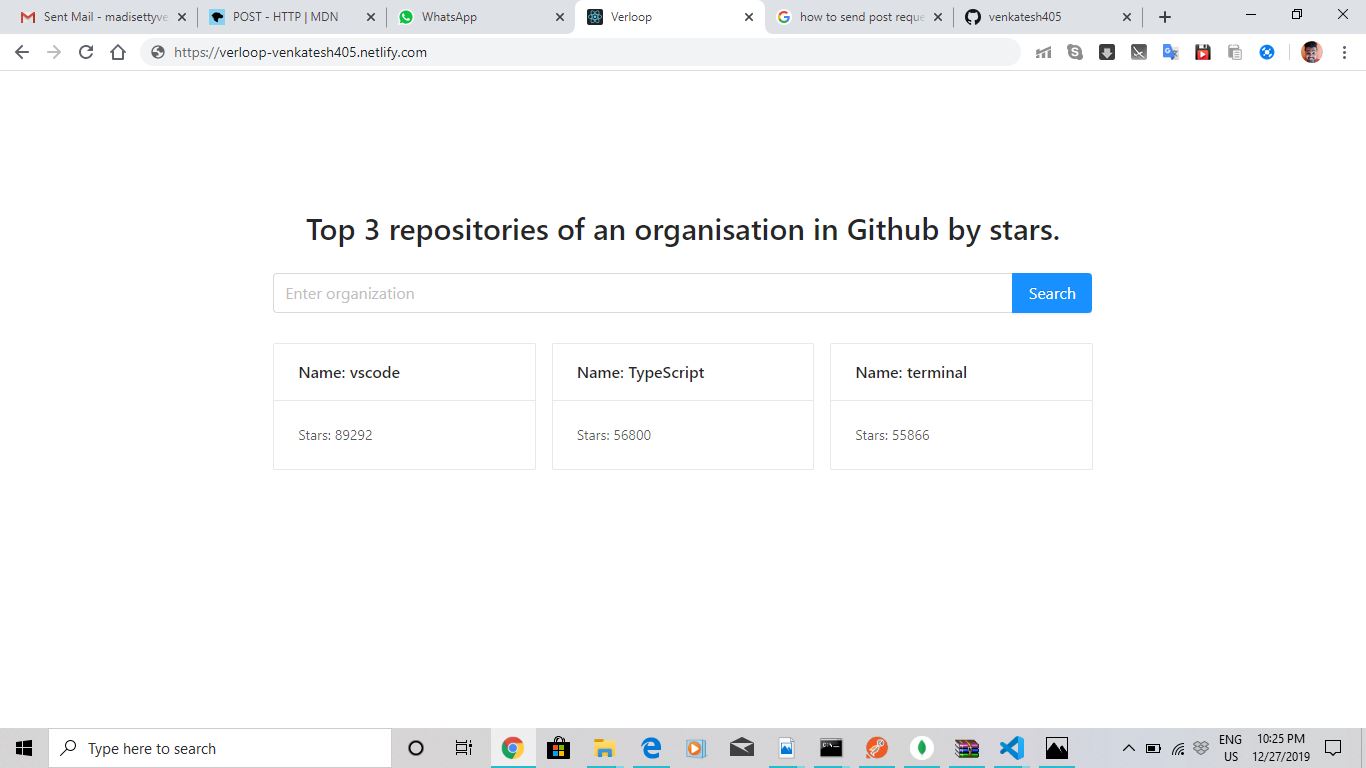 Sent Mail - madisettyve
POST - HTTP | MDN
WhatsApp
Verloop
how to send post reque
venkatesh405
https://verloop-venkatesh405.netlify.com
Top 3 repositories of an organisation in Github by stars.
Enter organization
Search
Name: vscode
Stars: 89292
Name: TypeScript
Stars: 56800
Name: terminal
Stars: 55866
Type here to search
ENG
US
10:25 PM
12/27/2019